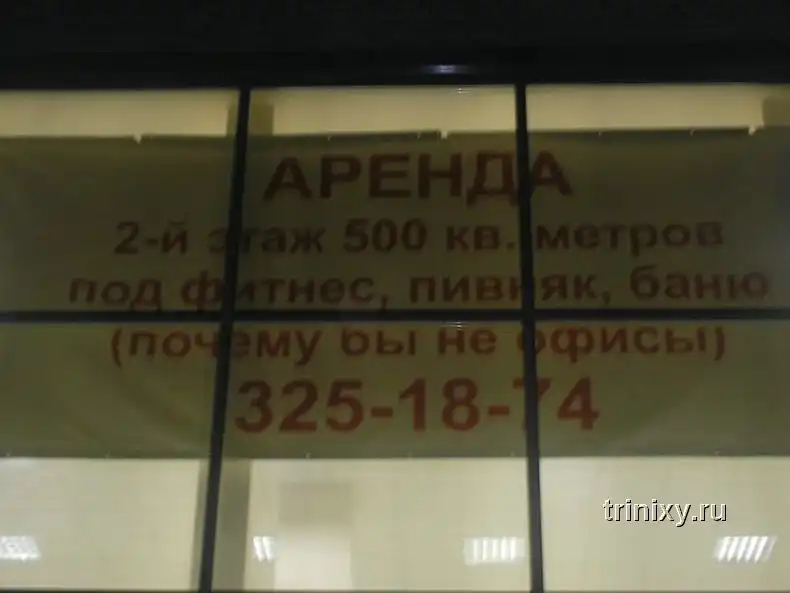 АРЕНДА
2-й этаж 500 кв. метров
под фитнес, пивняк, баню
(почему бы не офисы)
325-18-74
trinixy.ru